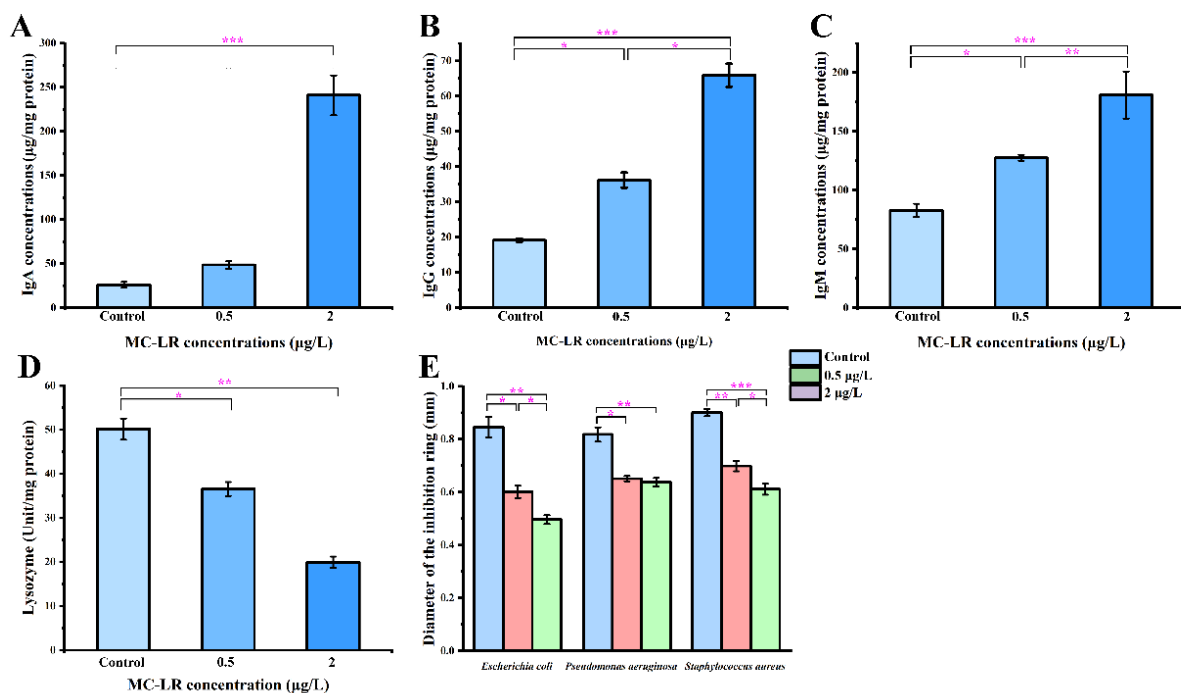 A
***
IgA concentrations (µg/mg protein)
300
250
200
150
100
50
0
Control
0.5
2
MC-LR concentrations (µg/L)
B
***
*
*
IgG concentrations (µg/mg protein)
70
60
50
40
30
20
10
0
Control
0.5
2
MC-LR concentrations (µg/L)
C
***
*
**
IgM concentrations (µg/mg protein)
200
150
100
50
0
Control
0.5
2
MC-LR concentrations (µg/L)
D
**
*
Lysozyme (Unit/mg protein)
60
50
40
30
20
10
0
Control
0.5
2
MC-LR concentration (µg/L)
E
Control
0.5 µg/L
2 µg/L
**
*
*
**
*
***
**
*
Diameter of the inhibition ring (mm)
1.0
0.8
0.6
0.4
0.2
0.0
Escherichia coli
Pseudomonas aeruginosa
Staphylococcus aureus